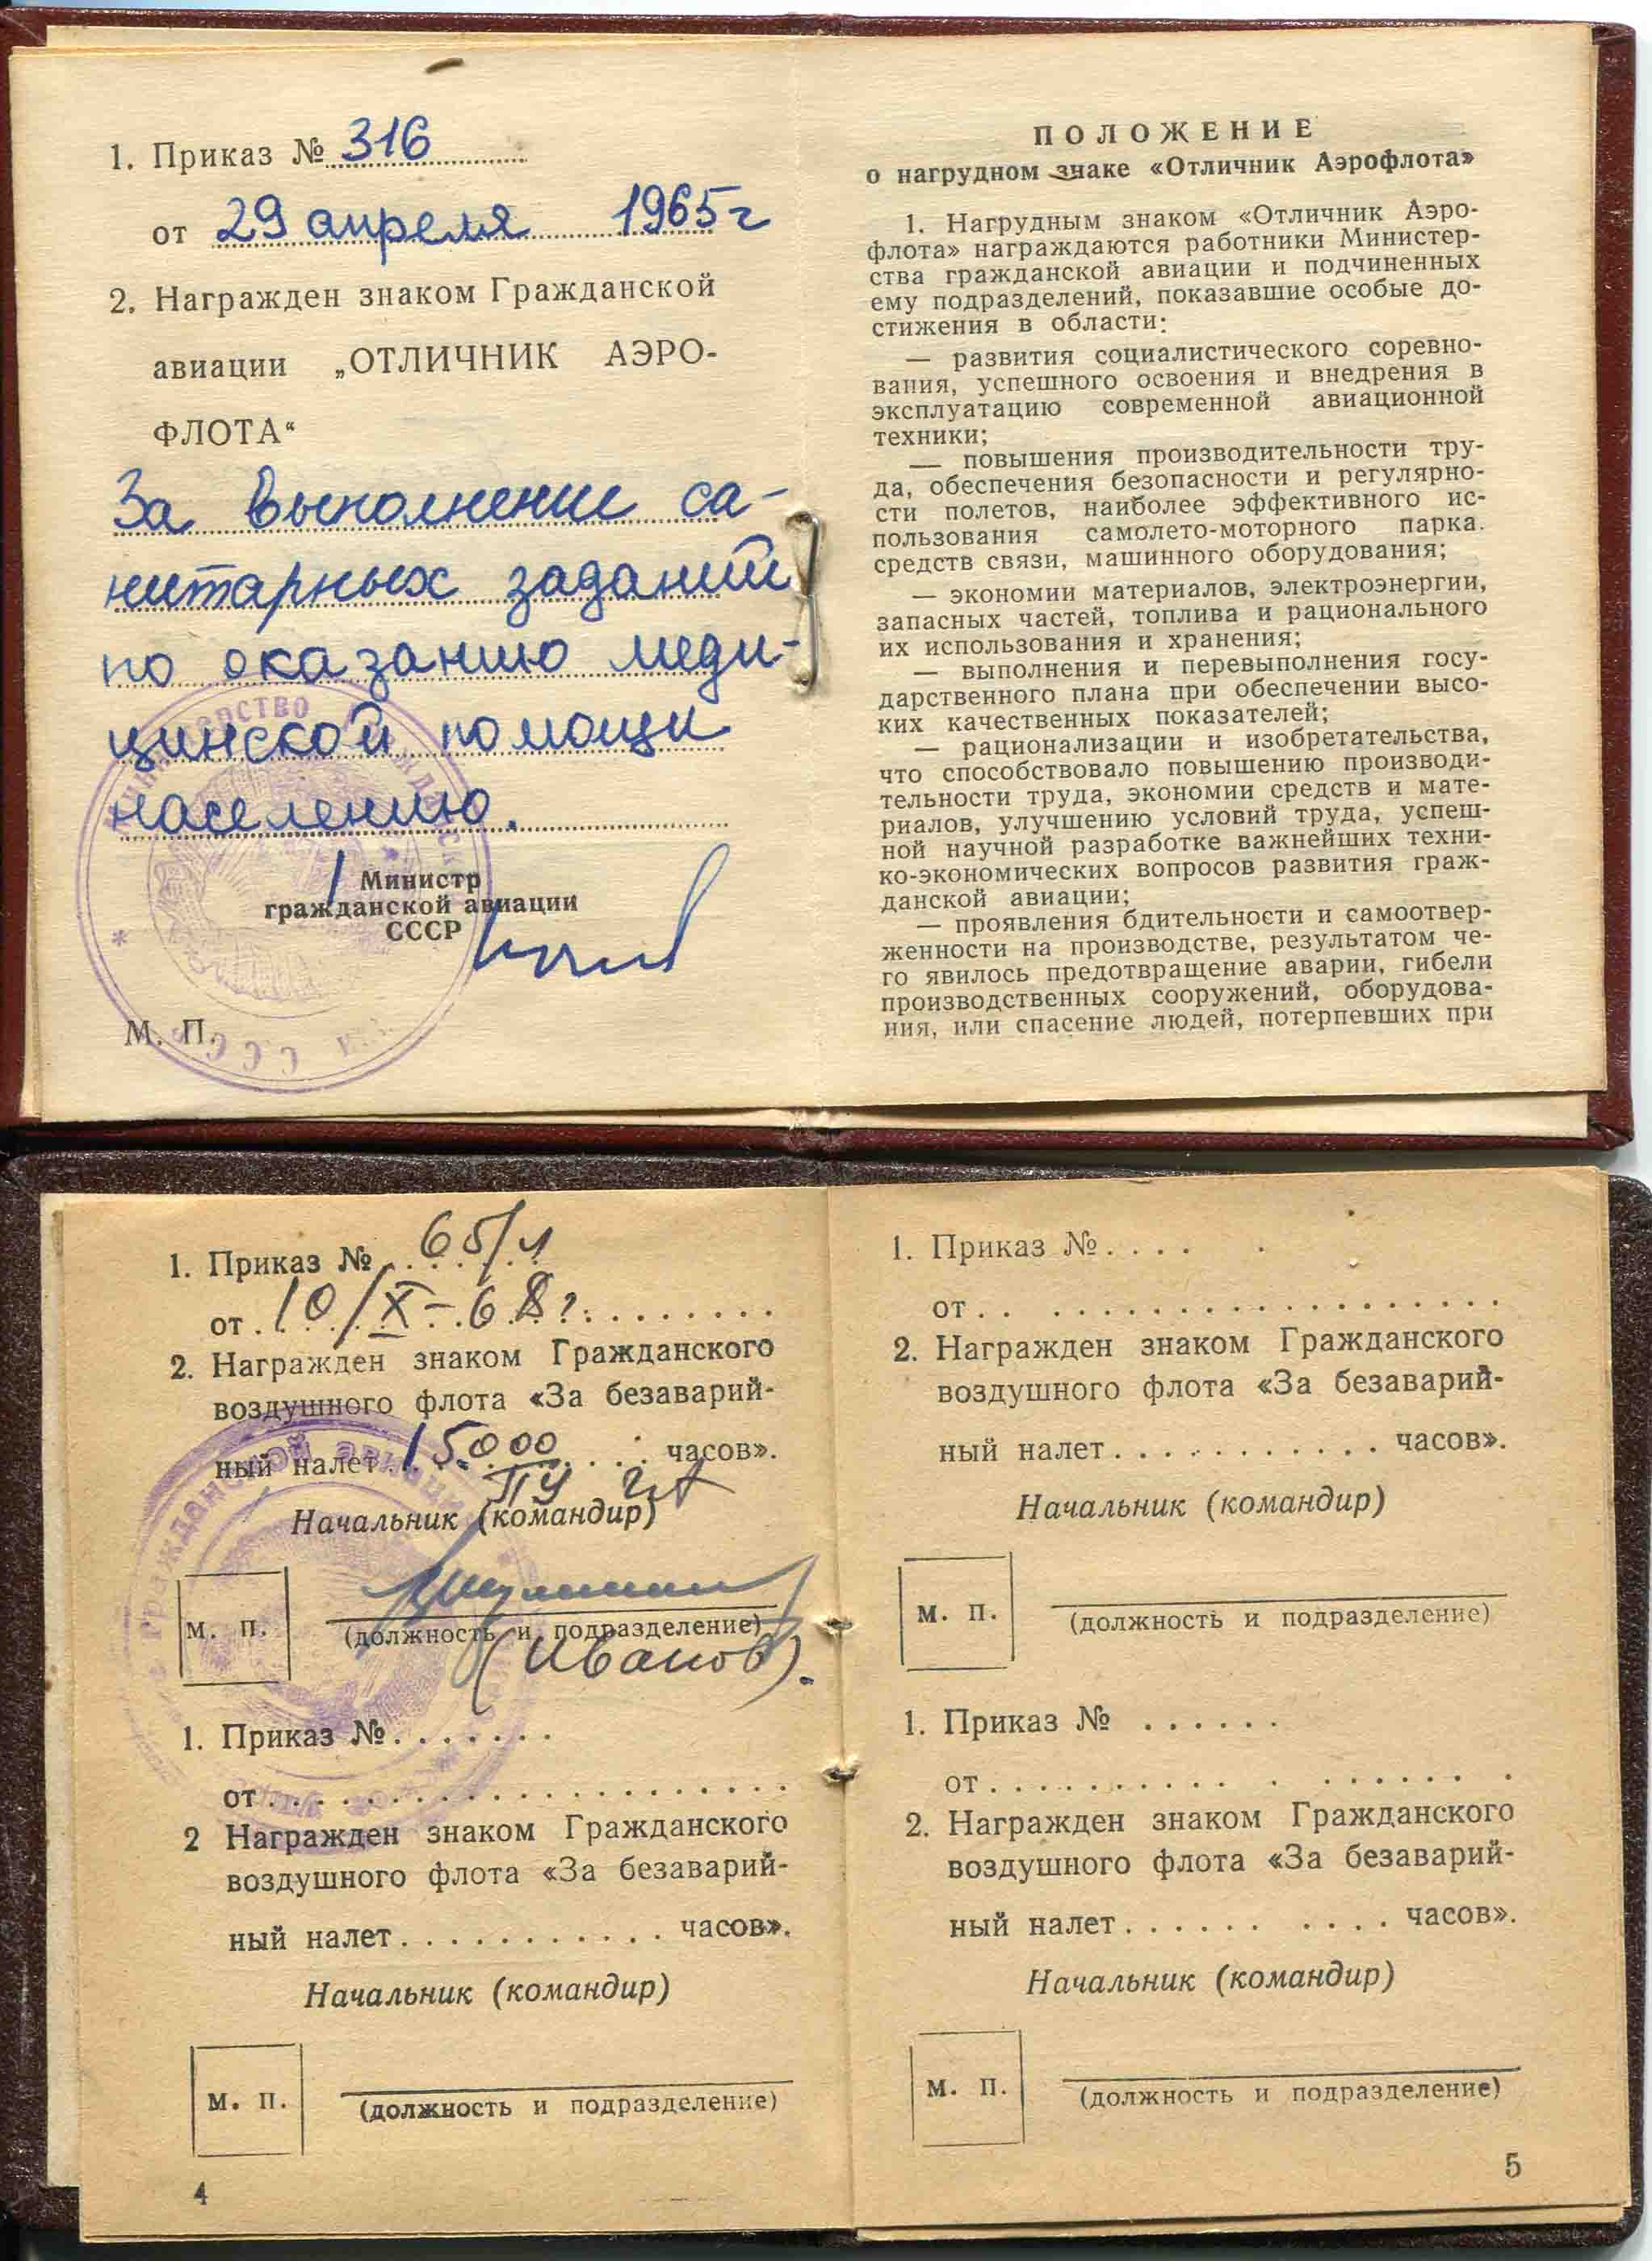 1. Приказ № 316
от 29 апреля 1965 г
2. Награжден знаком Гражданской
авиации „ОТЛИЧНИК АЭРО-
ФЛОТА“
За выполнение са-
нитарных заданий
по оказанию меди-
цинской помощи
населению.
Министр
гражданской авиации
СССР
М. П.
ПОЛОЖЕНИЕ
о нагрудном знаке «Отличник Аэрофлота»
1. Нагрудным знаком «Отличник Аэро-
флота» награждаются работники Министер-
ства гражданской авиации и подчиненных
ему подразделений, показавшие особые до-
стижения в области:
— развития социалистического соревно-
вания, успешного освоения и внедрения в
эксплуатацию современной авиационной
техники;
— повышения производительности тру-
да, обеспечения безопасности и регулярно-
сти полетов, наиболее эффективного ис-
пользования самолето-моторного парка.
средств связи, машинного оборудования;
— экономии материалов, электроэнергии,
запасных частей, топлива и рационального
их использования и хранения;
— выполнения и перевыполнения госу-
дарственного плана при обеспечении высо-
ких качественных показателей;
— рационализации и изобретательства,
что способствовало повышению производи-
тельности труда, экономии средств и мате-
риалов, улучшению условий труда, успеш-
ной научной разработке важнейших техни-
ко-экономических вопросов развития граж-
данской авиации;
— проявления бдительности и самоотвер-
женности на производстве, результатом че-
го явилось предотвращение аварии, гибели
производственных сооружений, оборудова-
ния, или спасение людей, потерпевших при
1. Приказ № 65/л
от 10/X-68г.
2. Награжден знаком Гражданского
воздушного флота «За безаварий-
ный налет 15000 часов».
Начальник (командир)
М. П.
(должность и подразделение)
(Иванов).
1. Приказ №
от
2 Награжден знаком Гражданского
воздушного флота «За безаварий-
ный налет часов».
Начальник (командир)
М. П.
(должность и подразделение)
4
1. Приказ №
от
2. Награжден знаком Гражданского
воздушного флота «За безаварий-
ный налет часов».
Начальник (командир)
М. П.
(должность и подразделение)
1. Приказ №
от
2. Награжден знаком Гражданского
воздушного флота «За безаварий-
ный налет часов».
Начальник (командир)
М. П.
(должность и подразделение)
5